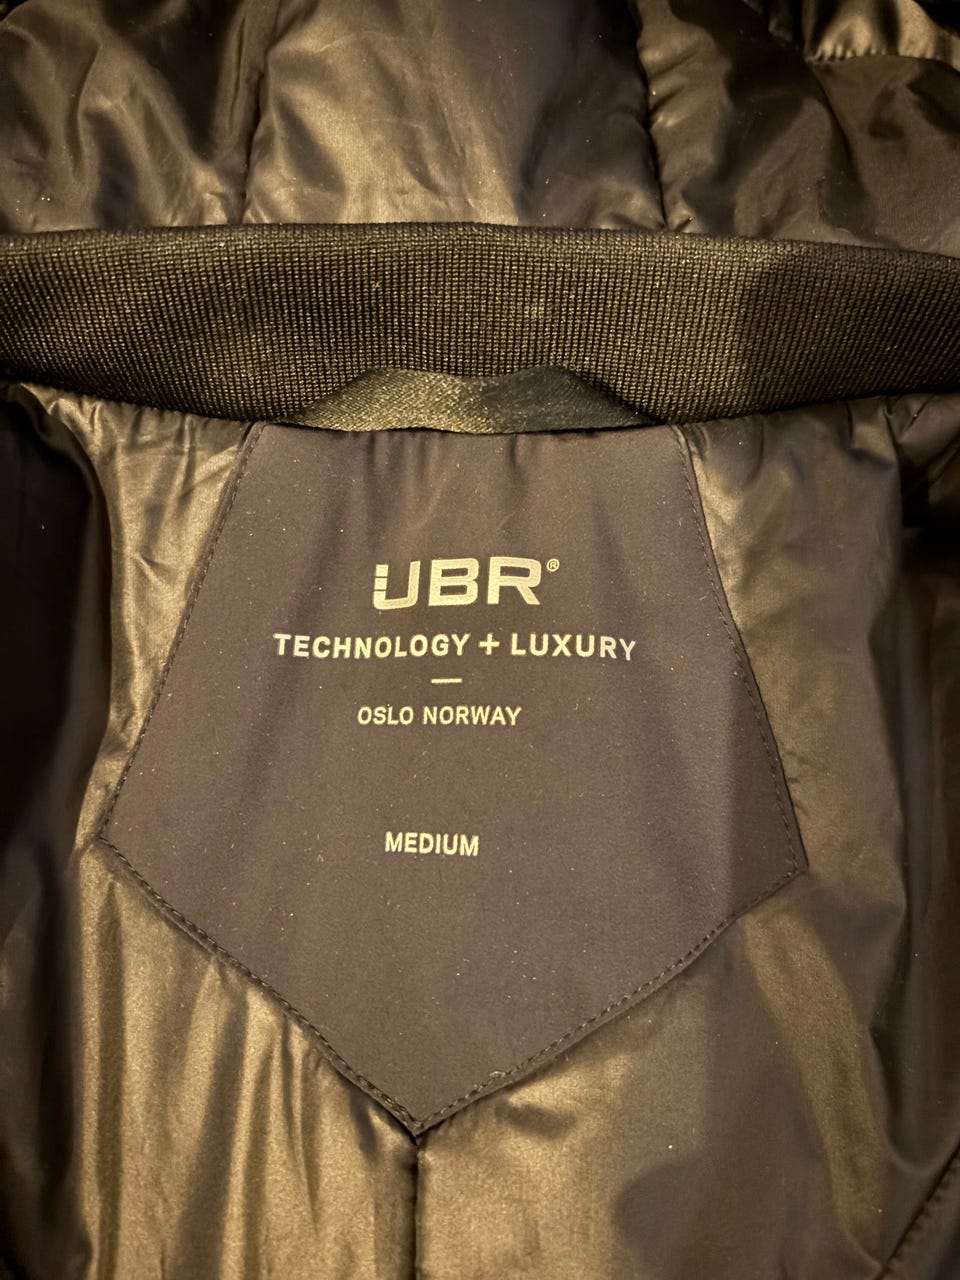 UBR®
TECHNOLOGY + LUXURY
—
OSLO NORWAY
MEDIUM